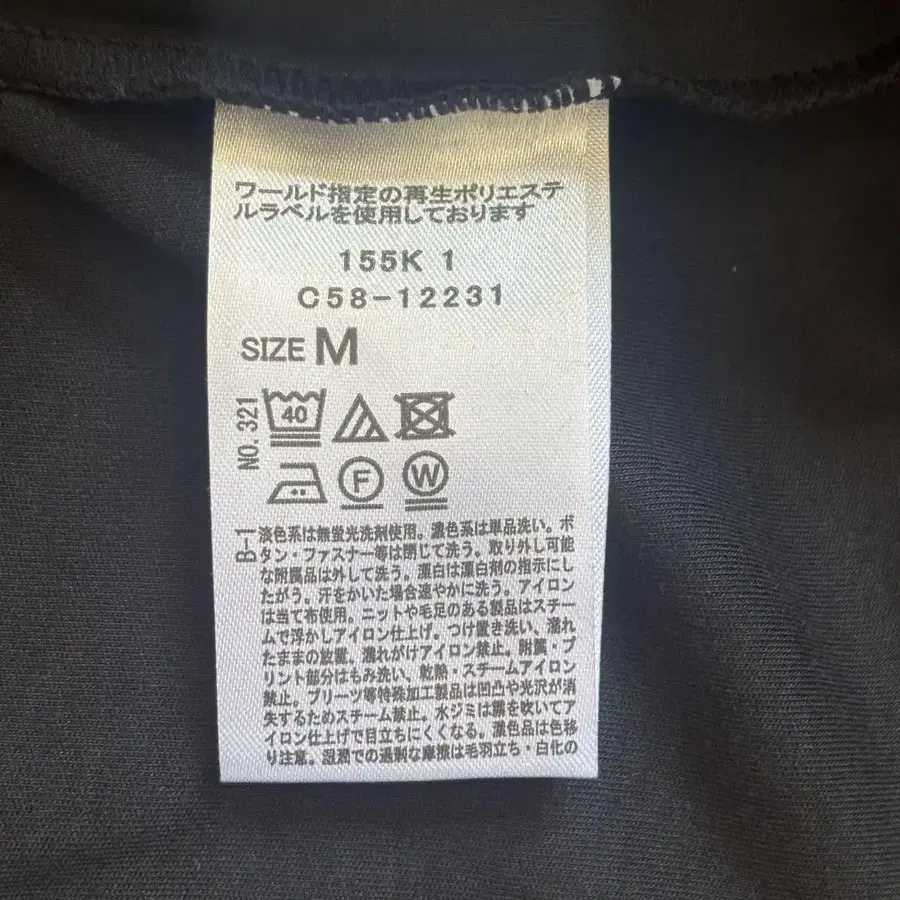 ワールド指定の再生ポリエステ
ルラベルを使用しております
155K 1
C58-12231
SIZE M
NO. 321
40
F
W
B-1
淡色系は無蛍光洗剤使用。濃色系は単品洗い。ボ
タン・ファスナー等は閉じて洗う。取り外し可能
な附属品は外して洗う。漂白は漂白剤の指示にし
たがう。汗をかいた場合速やかに洗う。アイロン
は当て布使用。ニットや毛足のある製品はスチー
ムで浮かしアイロン仕上げ。つけ置き洗い、濡れ
たままの放置、濡れがけアイロン禁止。附属・プ
リント部分はもみ洗い、乾熱・スチームアイロン
禁止。プリーツ等特殊加工製品は凹凸や光沢が消
失するためスチーム禁止。水ジミは霧を吹いてア
イロン仕上げで目立ちにくくなる。濃色品は色移
り注意。湿潤での過剰な摩擦は毛羽立ち・白化の